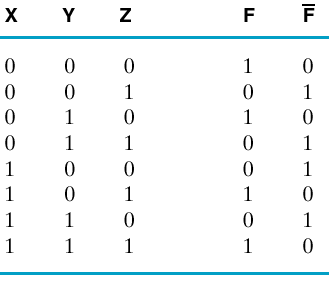 X Y Z F F̅
0 0 0 1 0
0 0 1 0 1
0 1 0 1 0
0 1 1 0 1
1 0 0 0 1
1 0 1 1 0
1 1 0 0 1
1 1 1 1 0